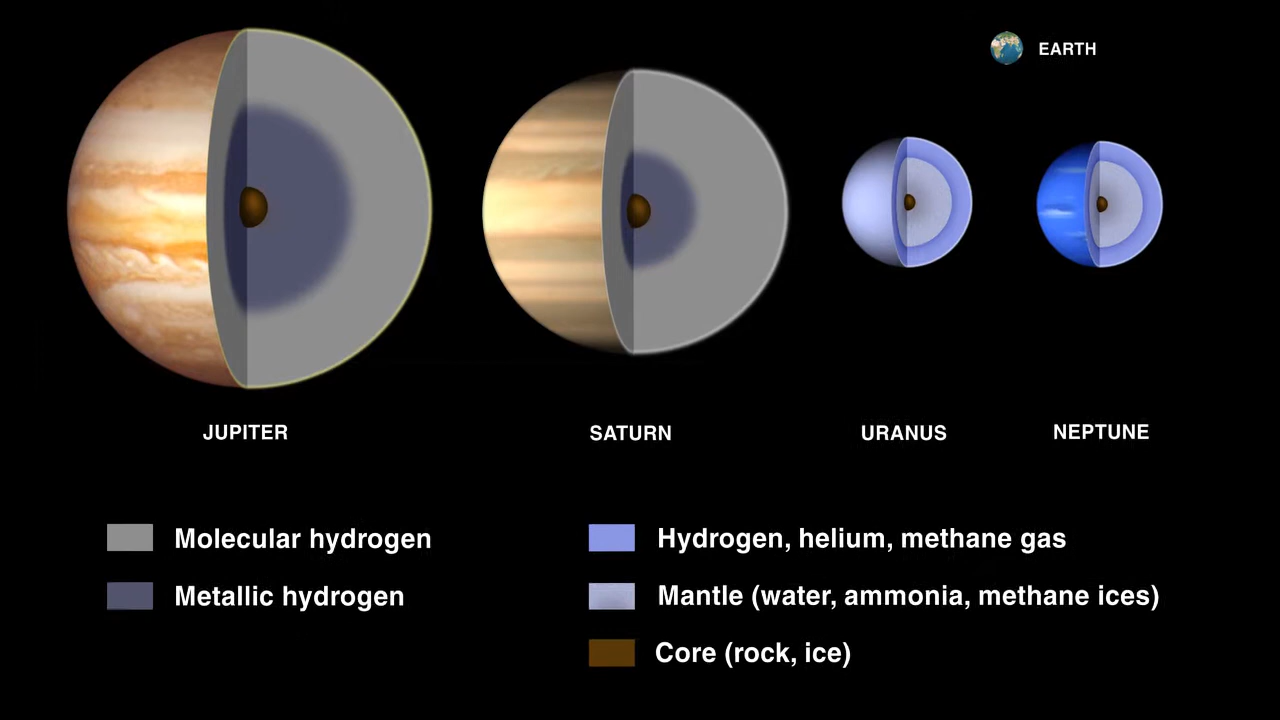 EARTH
JUPITER
SATURN
URANUS
NEPTUNE
Molecular hydrogen
Metallic hydrogen
Hydrogen, helium, methane gas
Mantle (water, ammonia, methane ices)
Core (rock, ice)